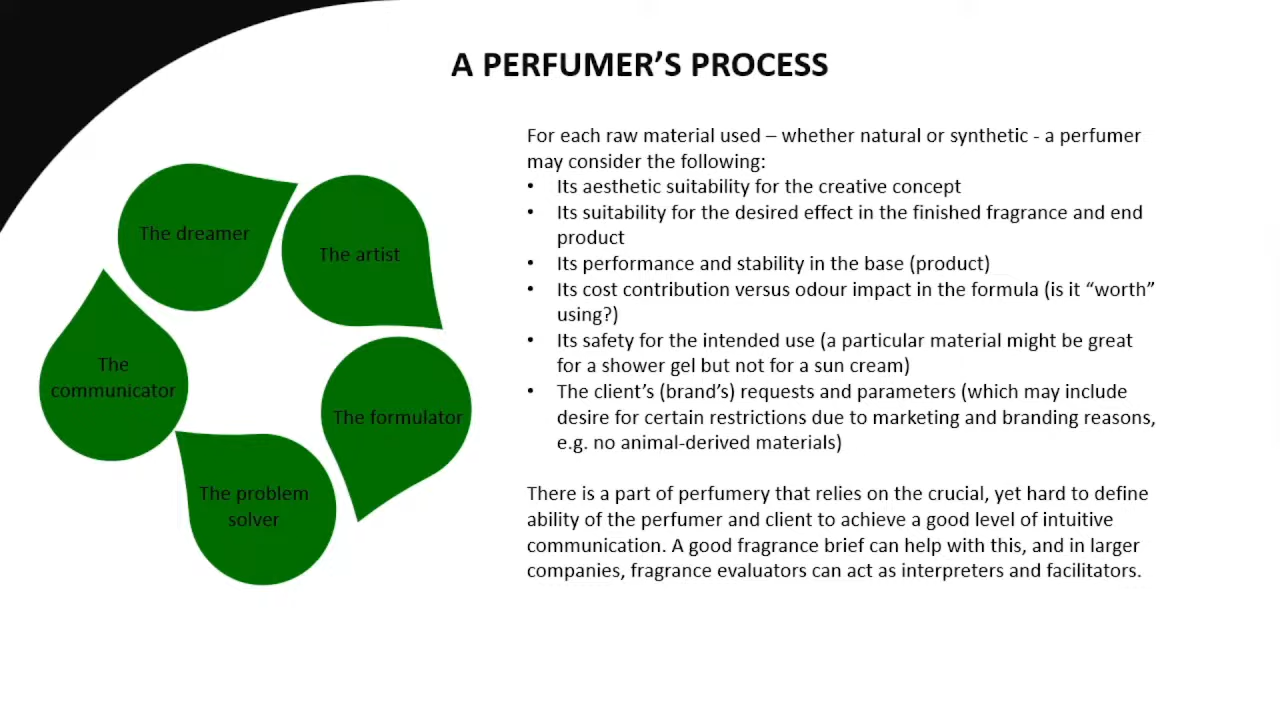 A PERFUMER’S PROCESS
The dreamer
The artist
The
communicator
The formulator
The problem
solver
For each raw material used – whether natural or synthetic - a perfumer
may consider the following:
• Its aesthetic suitability for the creative concept
• Its suitability for the desired effect in the finished fragrance and end
product
• Its performance and stability in the base (product)
• Its cost contribution versus odour impact in the formula (is it “worth”
using?)
• Its safety for the intended use (a particular material might be great
for a shower gel but not for a sun cream)
• The client’s (brand’s) requests and parameters (which may include
desire for certain restrictions due to marketing and branding reasons,
e.g. no animal-derived materials)
There is a part of perfumery that relies on the crucial, yet hard to define
ability of the perfumer and client to achieve a good level of intuitive
communication. A good fragrance brief can help with this, and in larger
companies, fragrance evaluators can act as interpreters and facilitators.